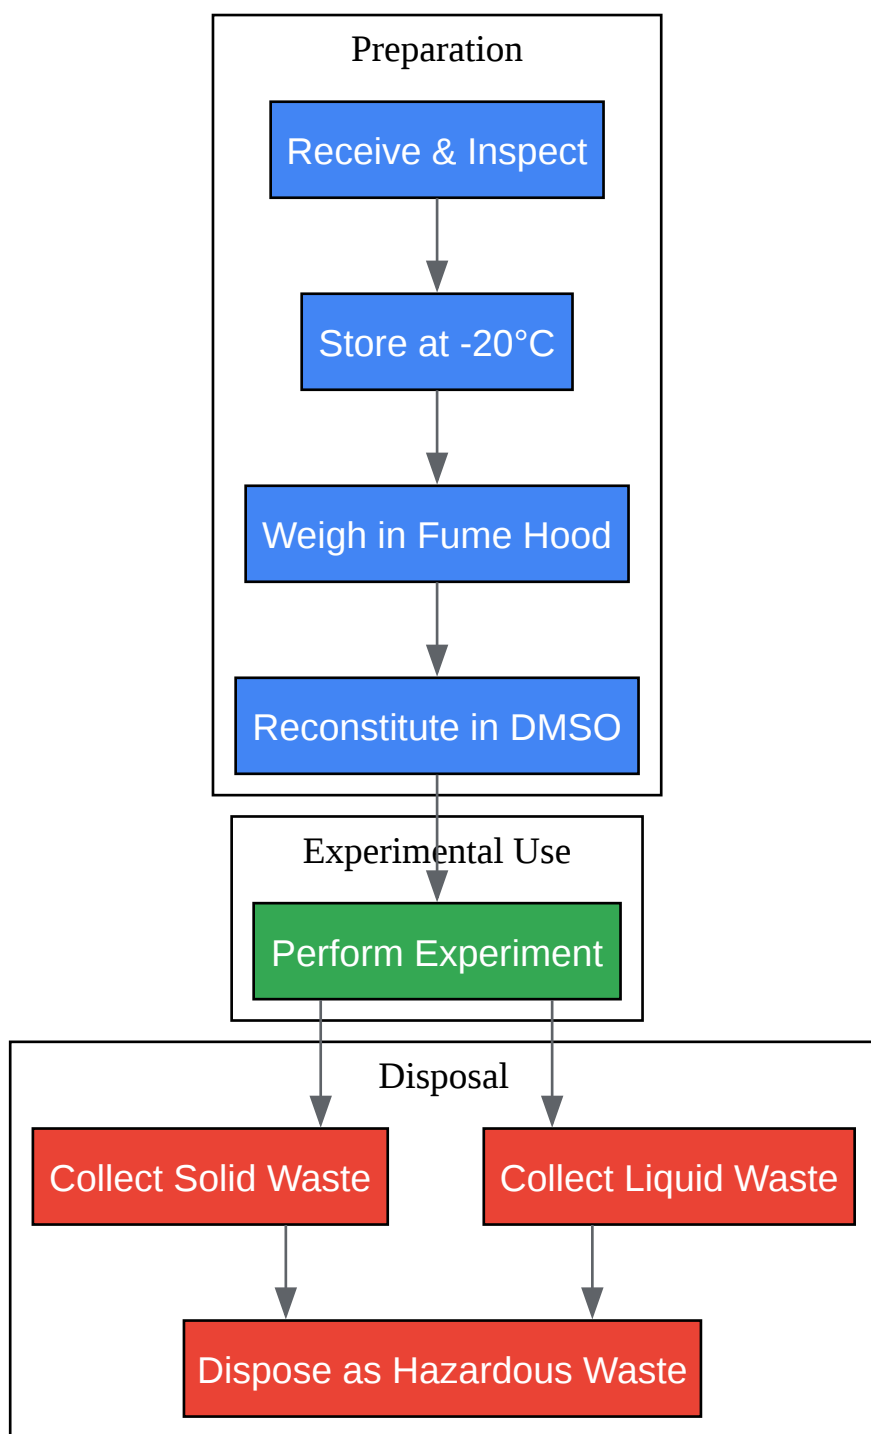 Preparation
Receive & Inspect
Store at -20°C
Weigh in Fume Hood
Reconstitute in DMSO
Experimental Use
Perform Experiment
Disposal
Collect Solid Waste
Collect Liquid Waste
Dispose as Hazardous Waste